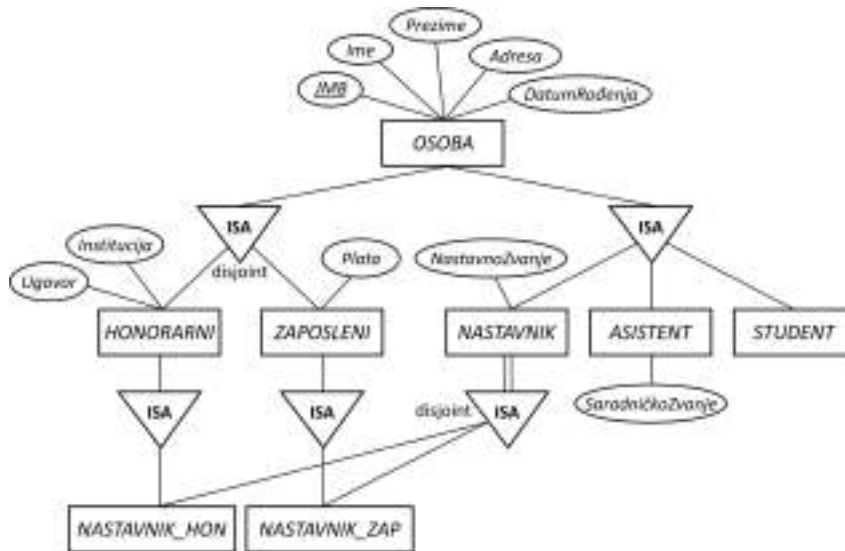 Prezime
Ime
Adresa
JMB
DatumRođenja
OSOBA
ISA
ISA
Institucija
Plata
NastavnoZvanje
Ugovor
disjoint
HONORARNI
ZAPOSLENI
NASTAVNIK
ASISTENT
STUDENT
ISA
ISA
disjoint
ISA
SaradničkoZvanje
NASTAVNIK_HON
NASTAVNIK_ZAP